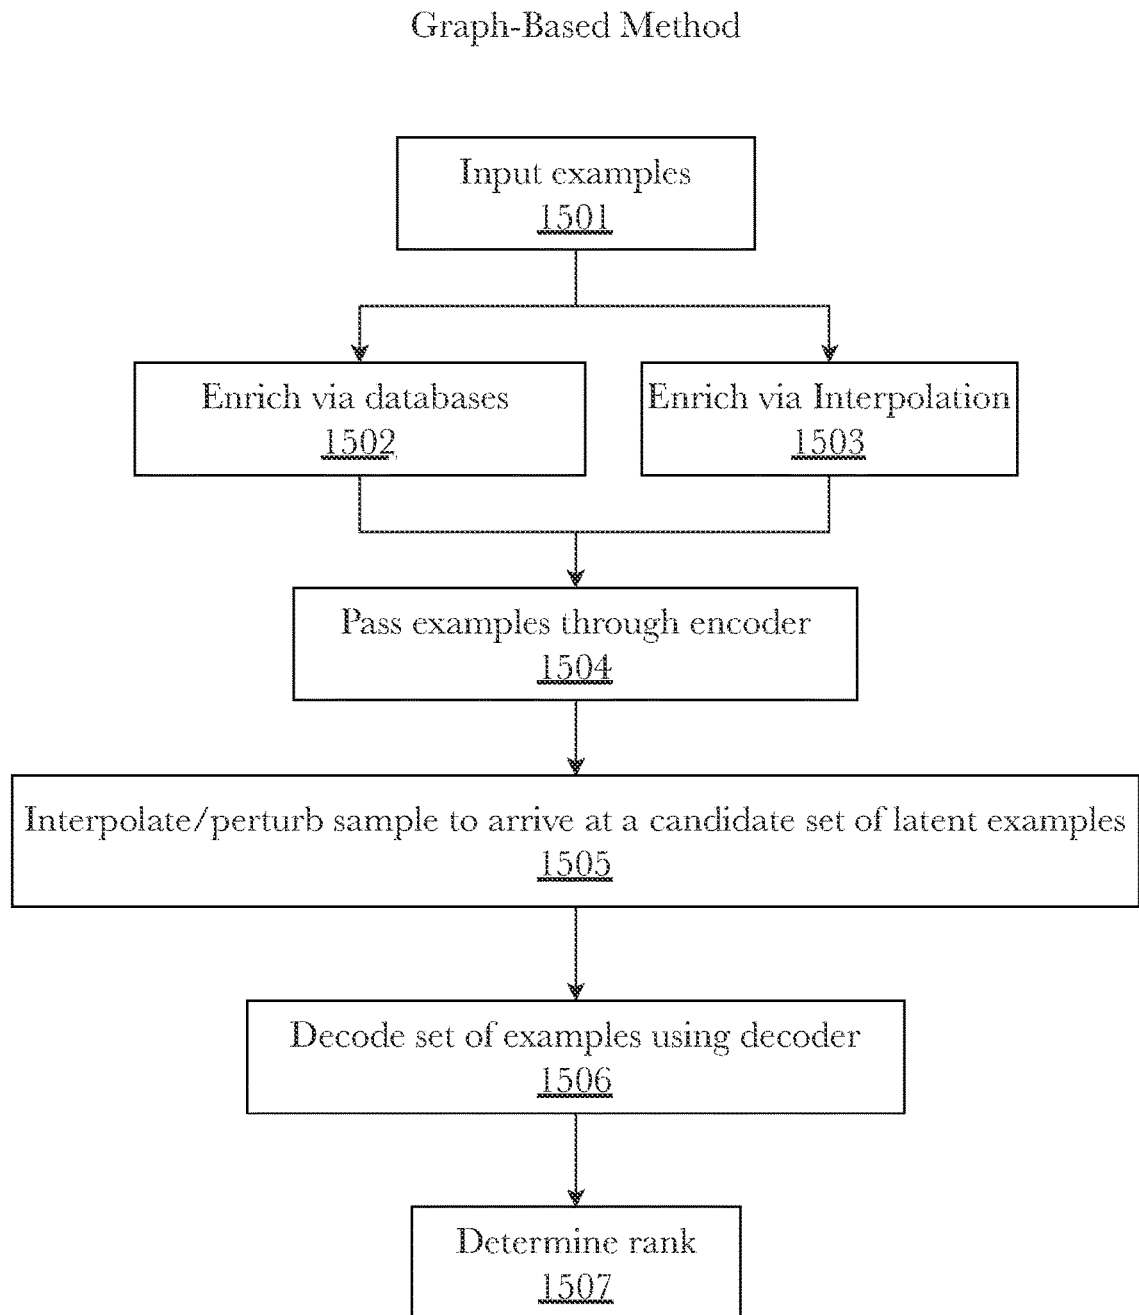 Graph-Based Method
Input examples
1501
Enrich via databases
1502
Enrich via Interpolation
1503
Pass examples through encoder
1504
Interpolate/perturb sample to arrive at a candidate set of latent examples
1505
Decode set of examples using decoder
1506
Determine rank
1507